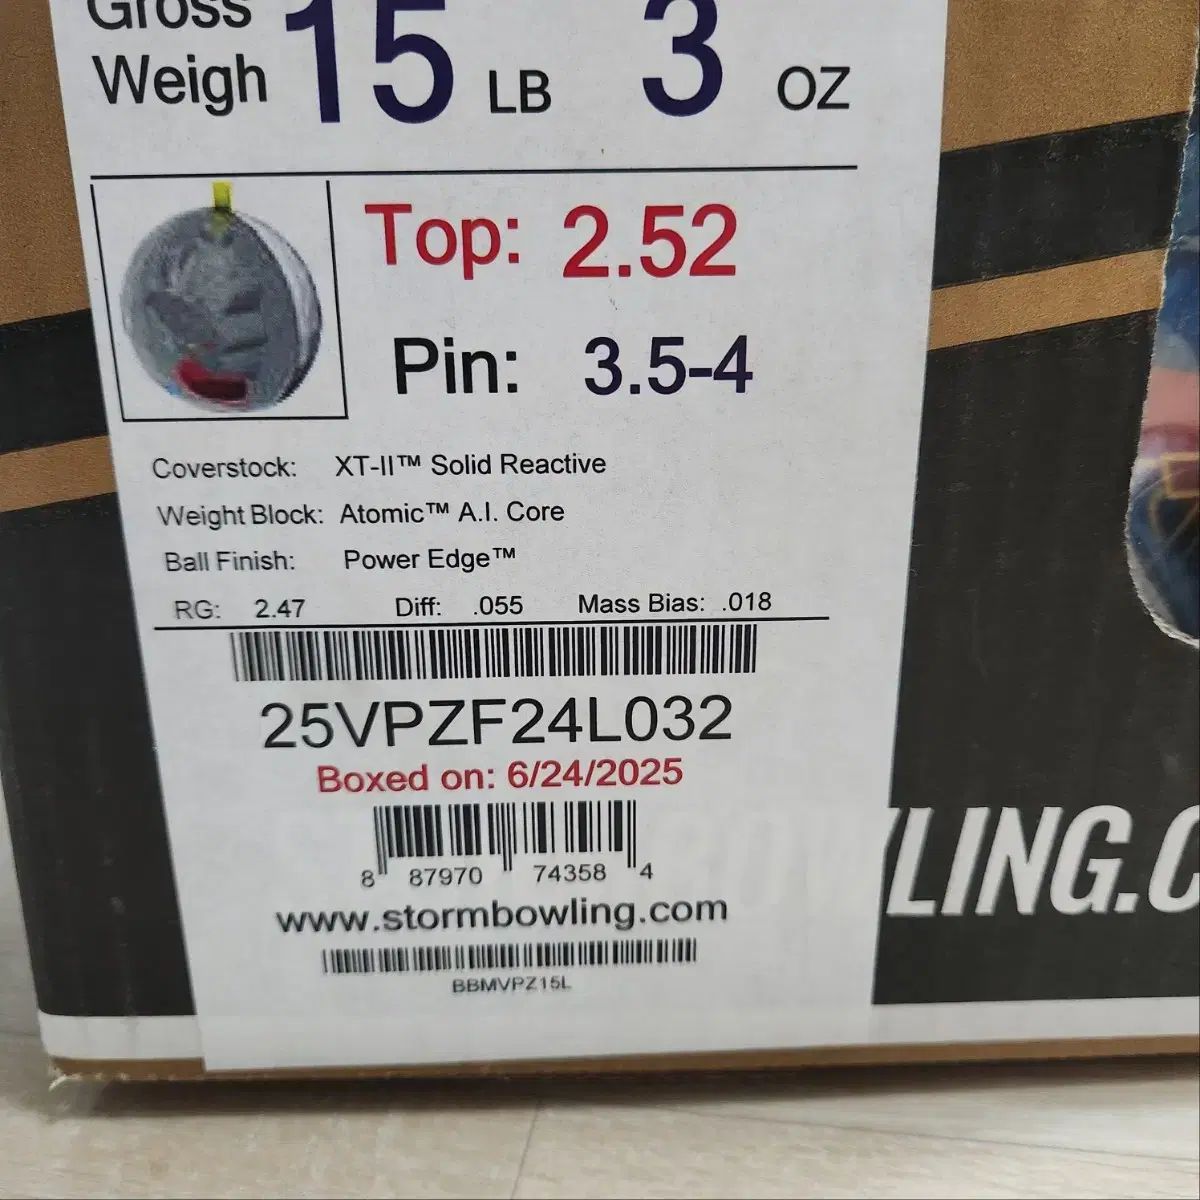 Gross
Weigh 15 LB 3 OZ
Top: 2.52
Pin: 3.5-4
Coverstock: XT-II™ Solid Reactive
Weight Block: Atomic™ A.I. Core
Ball Finish: Power Edge™
RG: 2.47 Diff: .055 Mass Bias: .018
25VPZF24L032
Boxed on: 6/24/2025
8 87970 74358 4
www.stormbowling.com
BBMVPZ15L
LING.C